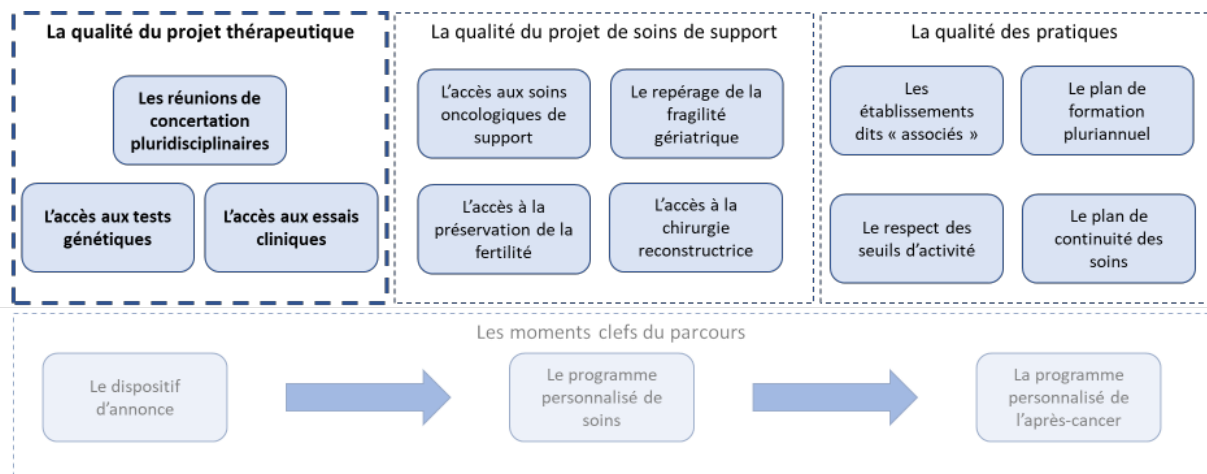 La qualité du projet thérapeutique
Les réunions de
concertation
pluridisciplinaires
L'accès aux tests
génétiques
L'accès aux essais
cliniques
La qualité du projet de soins de support
L'accès aux soins
oncologiques de
support
Le repérage de la
fragilité
gériatrique
L'accès à la
préservation de la
fertilité
L'accès à la
chirurgie
reconstructrice
La qualité des pratiques
Les
établissements
dits « associés »
Le plan de
formation
pluriannuel
Le respect des
seuils d'activité
Le plan de
continuité des
soins
Les moments clefs du parcours
Le dispositif
d'annonce
Le programme
personnalisé de
soins
La programme
personnalisé de
l'après-cancer